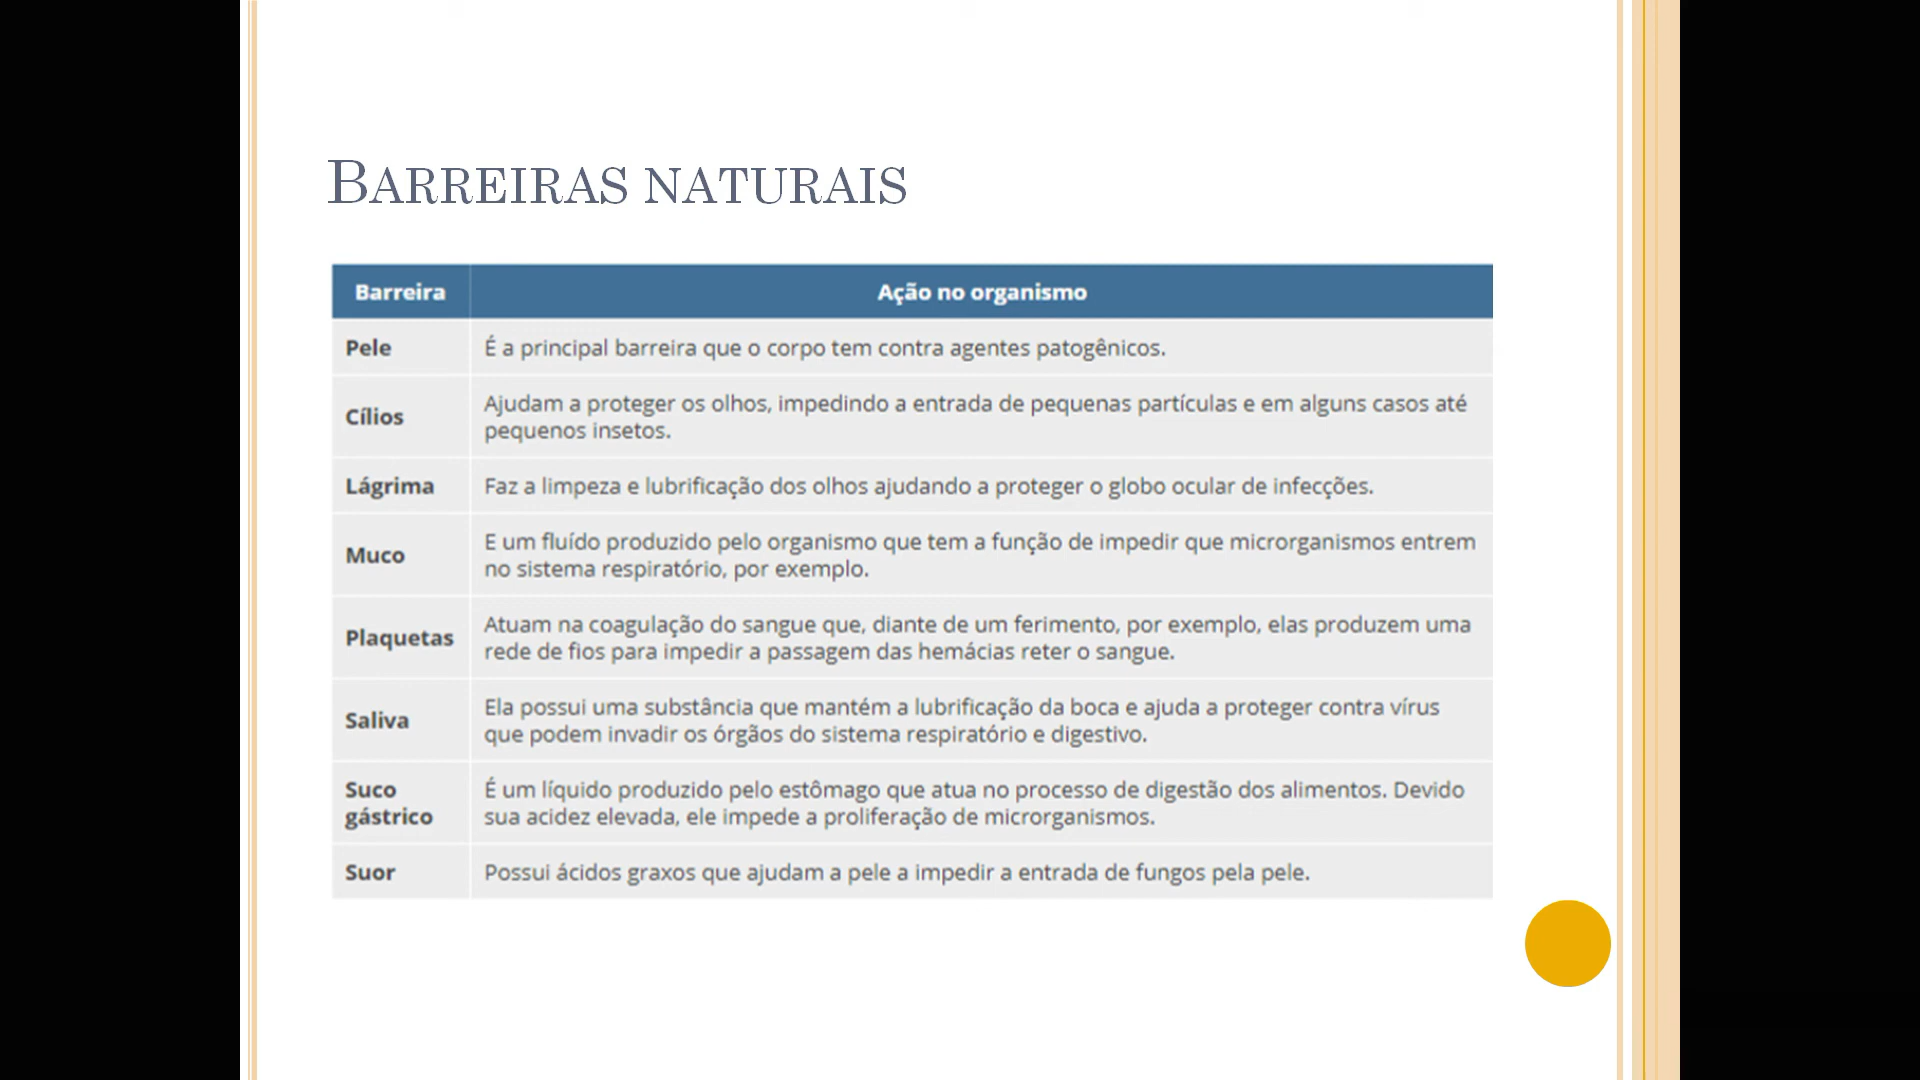 BARREIRAS NATURAIS
Barreira Ação no organismo
Pele É a principal barreira que o corpo tem contra agentes patogênicos.
Cílios Ajudam a proteger os olhos, impedindo a entrada de pequenas partículas e em alguns casos até
pequenos insetos.
Lágrima Faz a limpeza e lubrificação dos olhos ajudando a proteger o globo ocular de infecções.
Muco E um fluído produzido pelo organismo que tem a função de impedir que microrganismos entrem
no sistema respiratório, por exemplo.
Plaquetas Atuam na coagulação do sangue que, diante de um ferimento, por exemplo, elas produzem uma
rede de fios para impedir a passagem das hemácias reter o sangue.
Saliva Ela possui uma substância que mantém a lubrificação da boca e ajuda a proteger contra vírus
que podem invadir os órgãos do sistema respiratório e digestivo.
Suco É um líquido produzido pelo estômago que atua no processo de digestão dos alimentos. Devido
gástrico sua acidez elevada, ele impede a proliferação de microrganismos.
Suor Possui ácidos graxos que ajudam a pele a impedir a entrada de fungos pela pele.